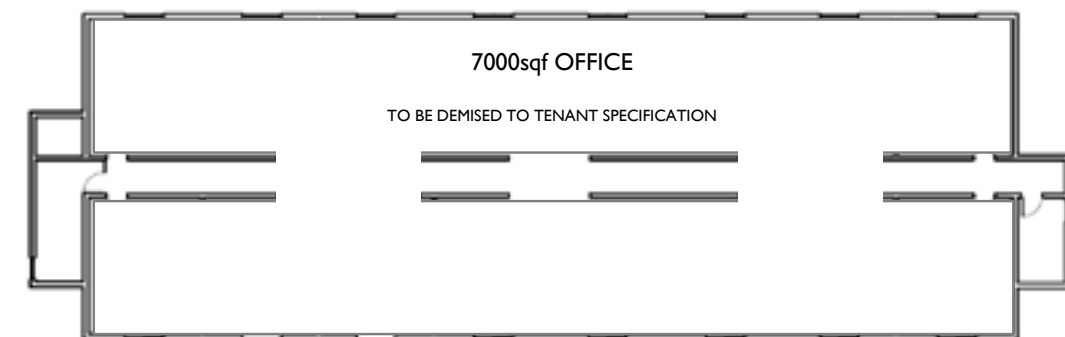 7000sqf OFFICE
TO BE DEMISED TO TENANT SPECIFICATION